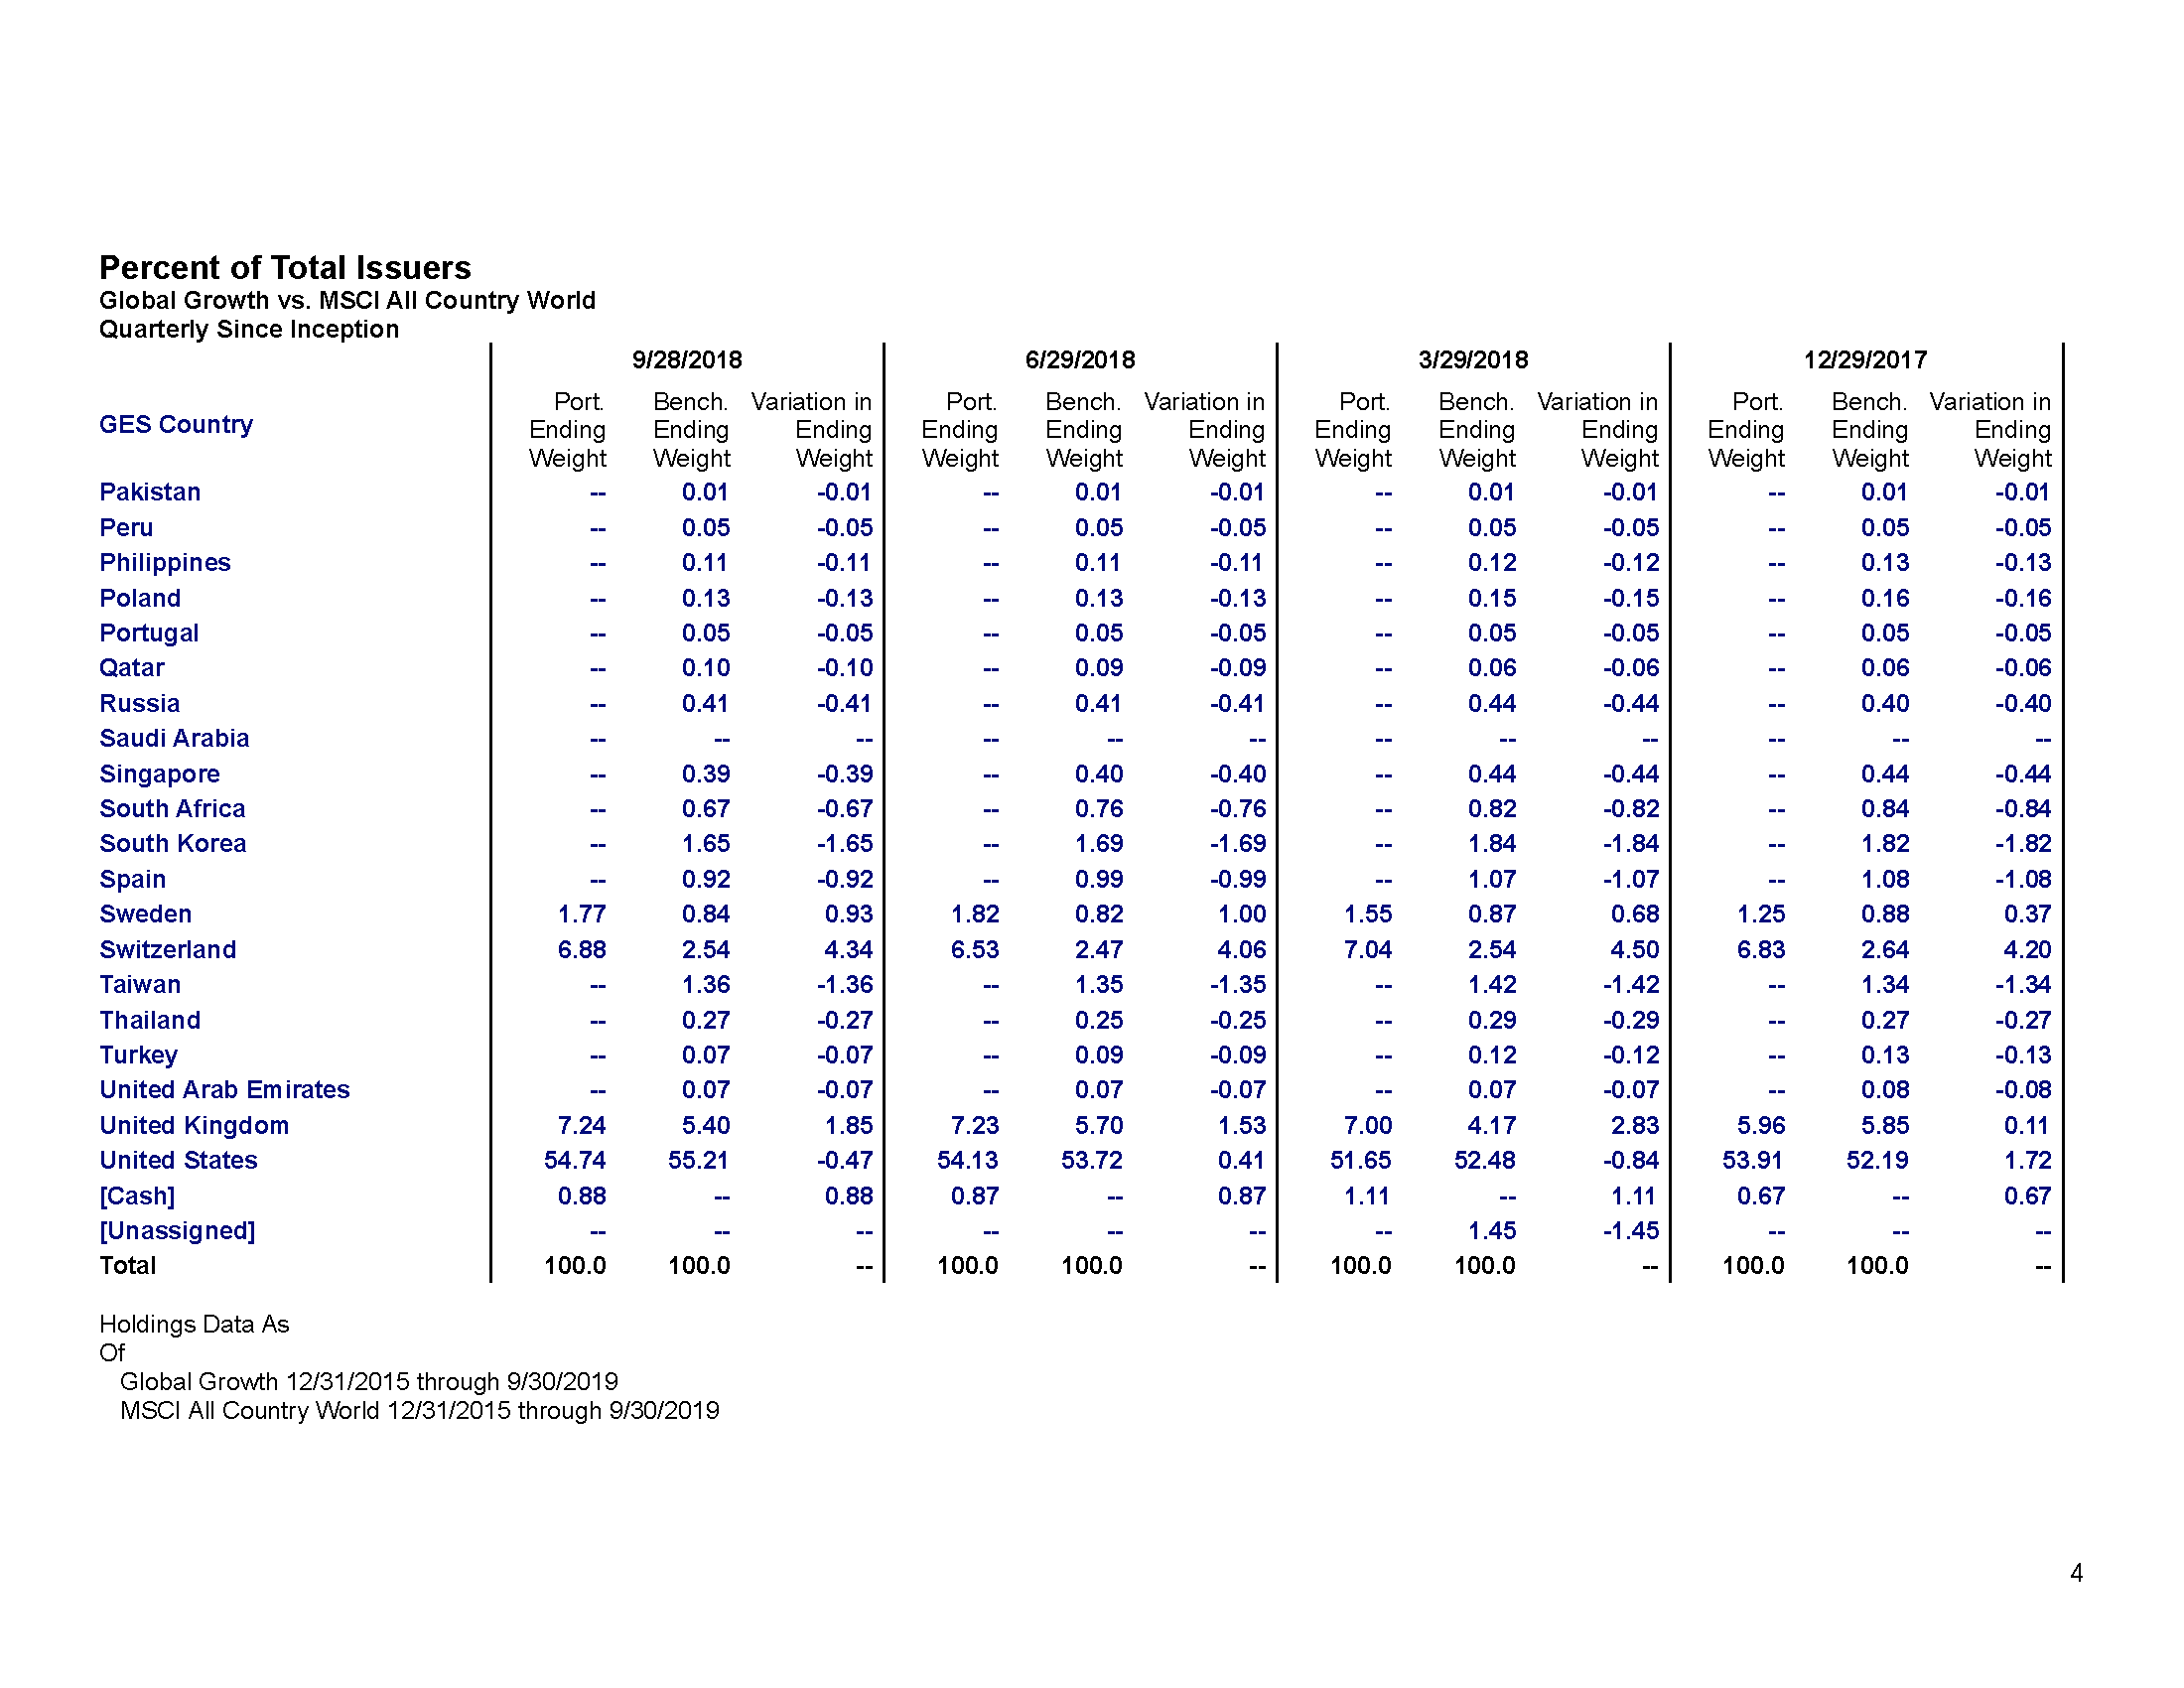 Percent of Total Issuers
Global Growth vs. MSCI All Country World
Quarterly Since Inception
9/28/2018 6/29/2018 3/29/2018 12/29/2017
GES Country
Port. Bench. Variation in Port. Bench. Variation in Port. Bench. Variation in Port. Bench. Variation in
Ending Ending Ending Ending Ending Ending Ending Ending Ending Ending Ending Ending
Weight Weight Weight Weight Weight Weight Weight Weight Weight Weight Weight Weight
Pakistan -- 0.01 -0.01 -- 0.01 -0.01 -- 0.01 -0.01 -- 0.01 -0.01
Peru -- 0.05 -0.05 -- 0.05 -0.05 -- 0.05 -0.05 -- 0.05 -0.05
Philippines -- 0.11 -0.11 -- 0.11 -0.11 -- 0.12 -0.12 -- 0.13 -0.13
Poland -- 0.13 -0.13 -- 0.13 -0.13 -- 0.15 -0.15 -- 0.16 -0.16
Portugal -- 0.05 -0.05 -- 0.05 -0.05 -- 0.05 -0.05 -- 0.05 -0.05
Qatar -- 0.10 -0.10 -- 0.09 -0.09 -- 0.06 -0.06 -- 0.06 -0.06
Russia -- 0.41 -0.41 -- 0.41 -0.41 -- 0.44 -0.44 -- 0.40 -0.40
Saudi Arabia -- -- -- -- -- -- -- -- -- -- -- --
Singapore -- 0.39 -0.39 -- 0.40 -0.40 -- 0.44 -0.44 -- 0.44 -0.44
South Africa -- 0.67 -0.67 -- 0.76 -0.76 -- 0.82 -0.82 -- 0.84 -0.84
South Korea -- 1.65 -1.65 -- 1.69 -1.69 -- 1.84 -1.84 -- 1.82 -1.82
Spain -- 0.92 -0.92 -- 0.99 -0.99 -- 1.07 -1.07 -- 1.08 -1.08
Sweden 1.77 0.84 0.93 1.82 0.82 1.00 1.55 0.87 0.68 1.25 0.88 0.37
Switzerland 6.88 2.54 4.34 6.53 2.47 4.06 7.04 2.54 4.50 6.83 2.64 4.20
Taiwan -- 1.36 -1.36 -- 1.35 -1.35 -- 1.42 -1.42 -- 1.34 -1.34
Thailand -- 0.27 -0.27 -- 0.25 -0.25 -- 0.29 -0.29 -- 0.27 -0.27
Turkey -- 0.07 -0.07 -- 0.09 -0.09 -- 0.12 -0.12 -- 0.13 -0.13
United Arab Emirates -- 0.07 -0.07 -- 0.07 -0.07 -- 0.07 -0.07 -- 0.08 -0.08
United Kingdom 7.24 5.40 1.85 7.23 5.70 1.53 7.00 4.17 2.83 5.96 5.85 0.11
United States 54.74 55.21 -0.47 54.13 53.72 0.41 51.65 52.48 -0.84 53.91 52.19 1.72
[Cash] 0.88 -- 0.88 0.87 -- 0.87 1.11 -- 1.11 0.67 -- 0.67
[Unassigned] -- -- -- -- -- -- -- 1.45 -1.45 -- -- --
Total 100.0 100.0 -- 100.0 100.0 -- 100.0 100.0 -- 100.0 100.0 --
Holdings Data As
Of
Global Growth 12/31/2015 through 9/30/2019
MSCI All Country World 12/31/2015 through 9/30/2019
4